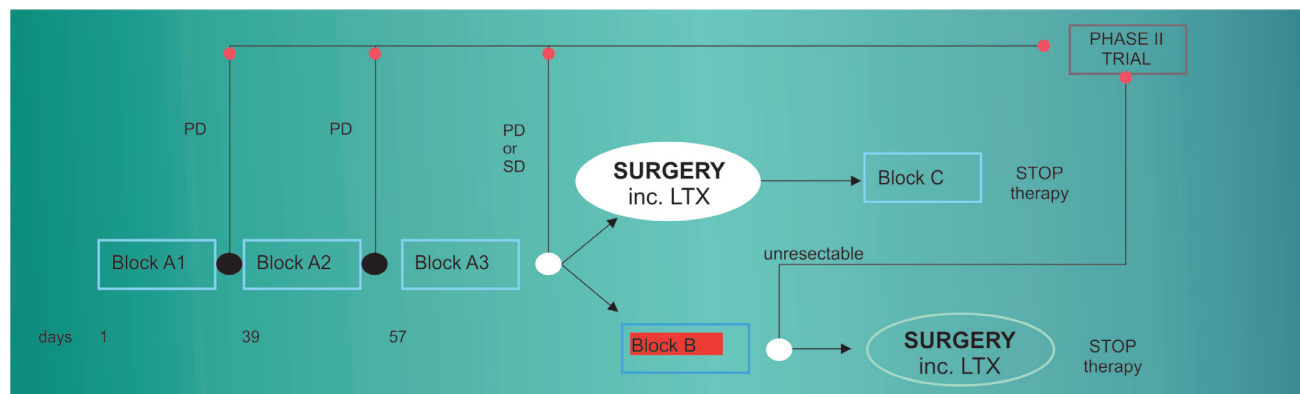 PHASE II
TRIAL
PD
PD
PD
or
SD
SURGERY
inc. LTX
Block C
STOP
therapy
Block A1
Block A2
Block A3
unresectable
days 1 39 57
Block B
SURGERY
inc. LTX
STOP
therapy